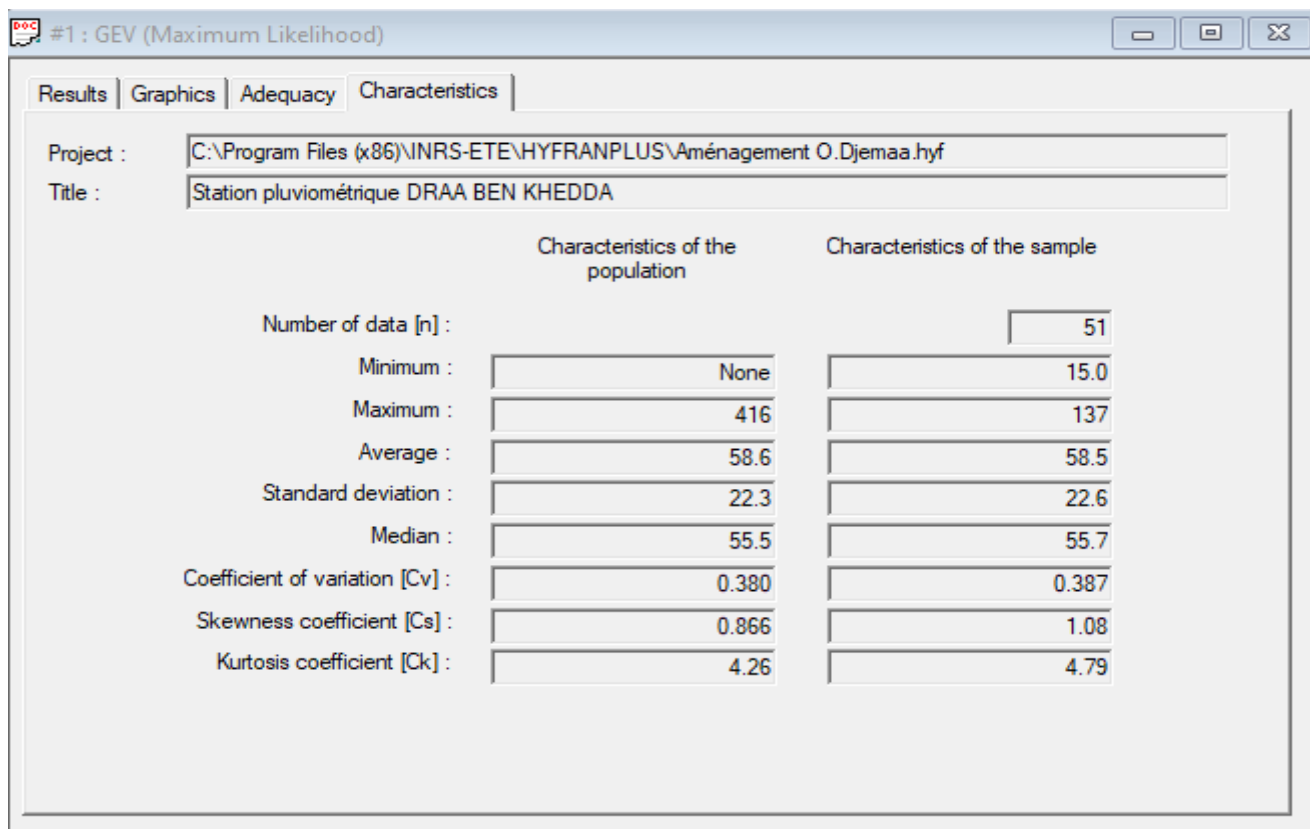 DOC
#1 : GEV (Maximum Likelihood)
Results Graphics Adequacy Characteristics
Project : C:\Program Files (x86)\INRS-ETE\HYFRANPLUS\Aménagement O.Djemaa.hyf
Title : Station pluviométrique DRAA BEN KHEDDA
Characteristics of the population Characteristics of the sample
Number of data [n] : 51
Minimum : None 15.0
Maximum : 416 137
Average : 58.6 58.5
Standard deviation : 22.3 22.6
Median : 55.5 55.7
Coefficient of variation [Cv] : 0.380 0.387
Skewness coefficient [Cs] : 0.866 1.08
Kurtosis coefficient [Ck] : 4.26 4.79